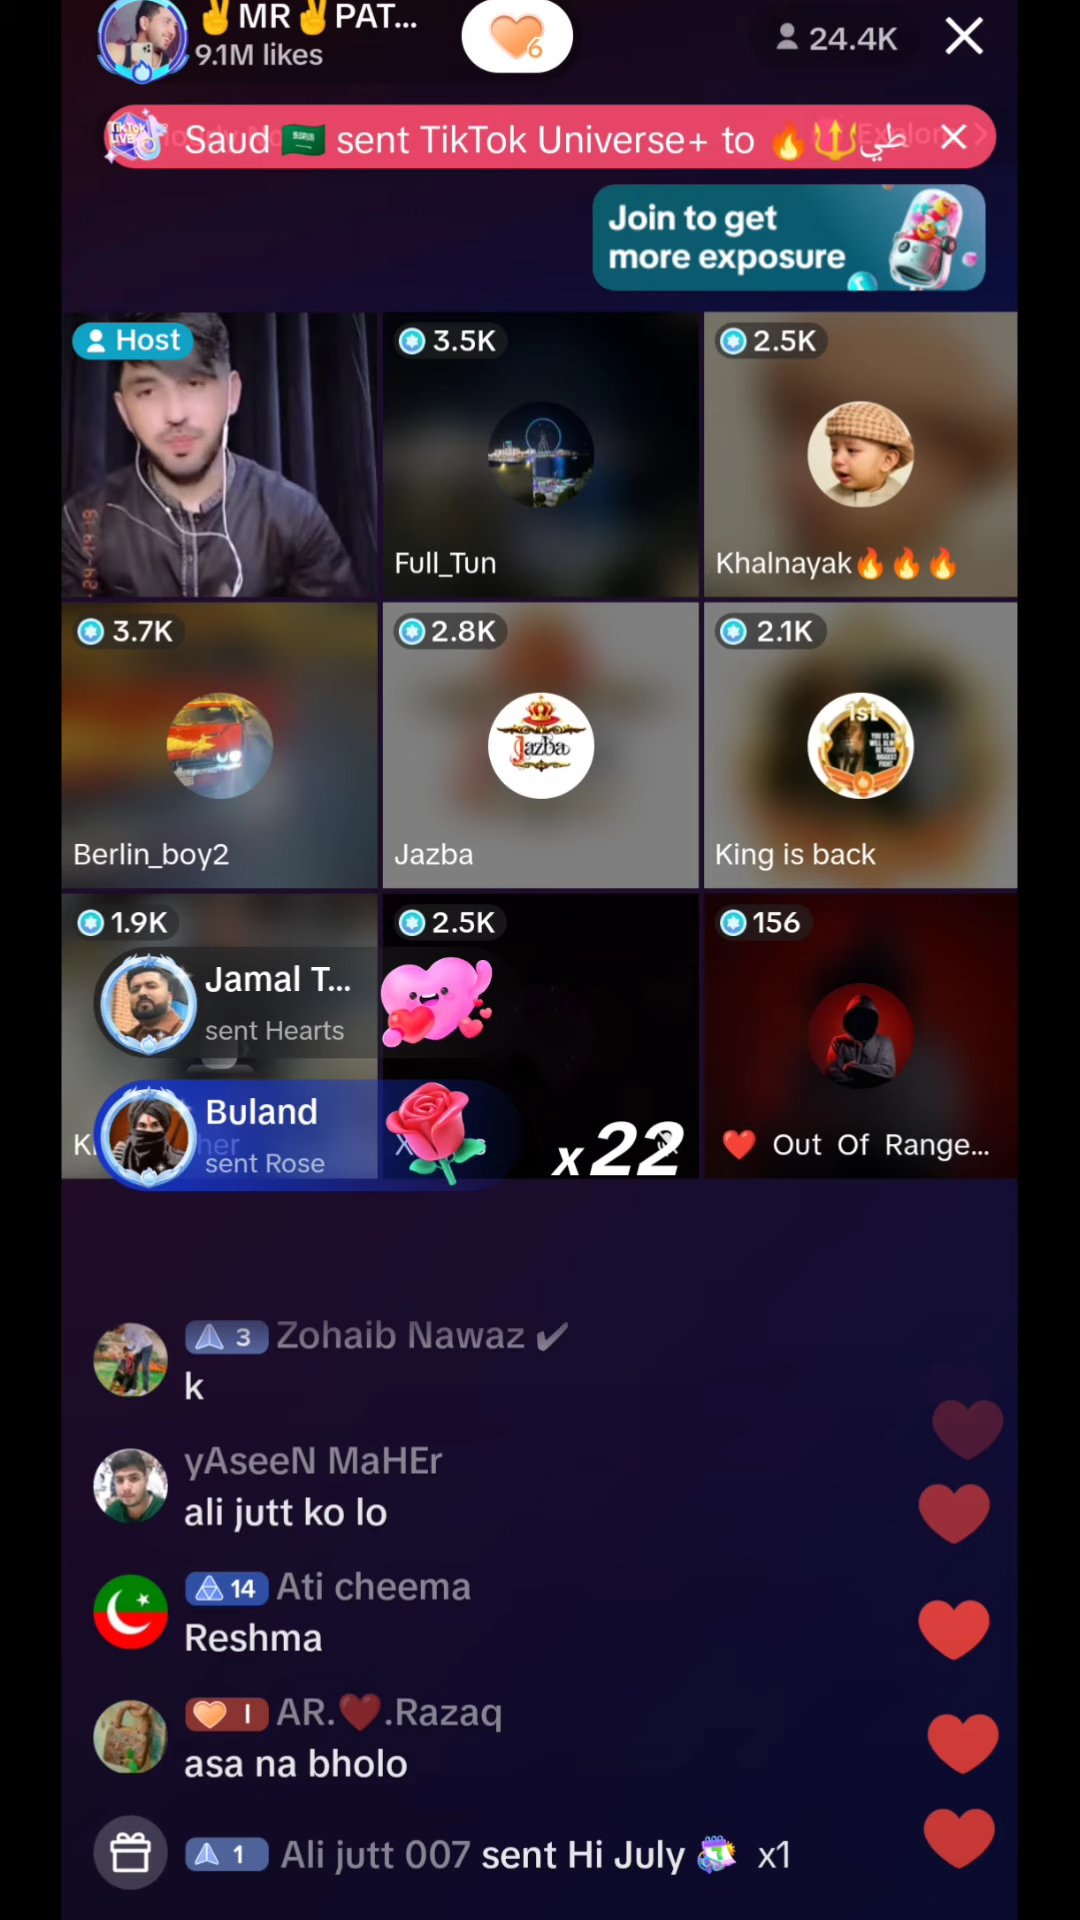 ✌️MR✌️PAT...
9.1M likes
6
24.4K
Saud 🇸🇦 sent TikTok Universe+ to 🔥🔱طي
Join to get
more exposure
Host
3.5K
2.5K
Full_Tun
Khalnayak🔥🔥🔥
3.7K
2.8K
2.1K
Jazba
1st
Berlin_boy2
Jazba
King is back
1.9K
2.5K
156
Jamal T...
sent Hearts
Buland
sent Rose
x22
❤️ Out Of Range...
3 Zohaib Nawaz ✔
k
yAseeN MaHEr
ali jutt ko lo
14 Ati cheema
Reshma
I AR.❤️.Razaq
asa na bholo
1 Ali jutt 007 sent Hi July x1